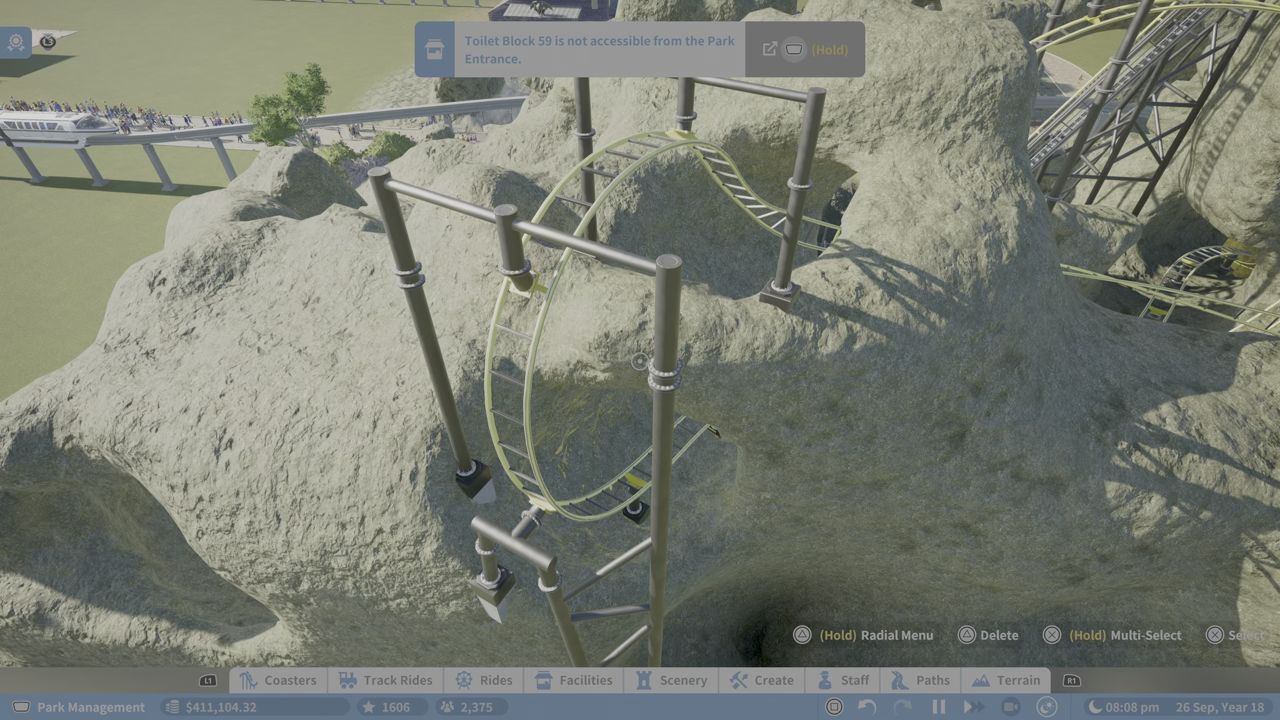 Toilet Block 59 is not accessible from the Park
Entrance.
(Hold)
(Hold) Radial Menu
Delete
(Hold) Multi-Select
Select
L1
Coasters
Track Rides
Rides
Facilities
Scenery
Create
Staff
Paths
Terrain
R1
Park Management
$411,104.32
1606
2,375
08:08 pm
26 Sep, Year 18